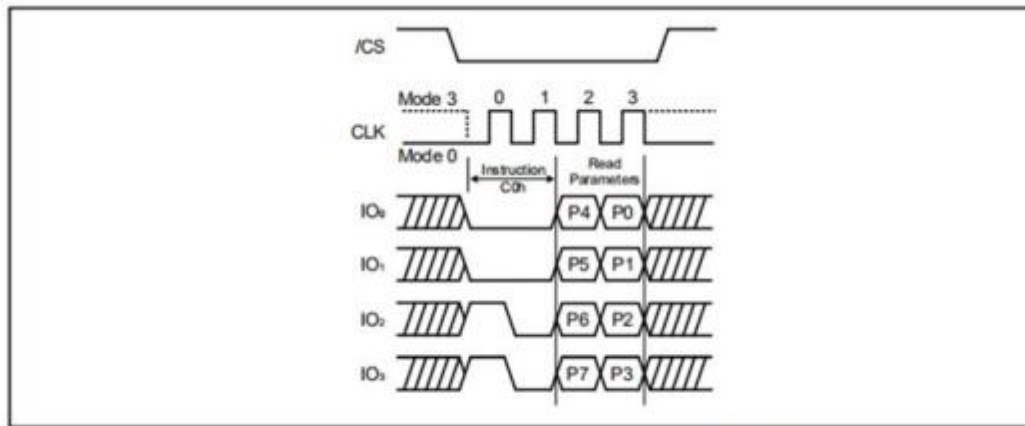 /CS
Mode 3 0 1 2 3
CLK
Mode 0
Instruction
C0h
Read
Parameters
IO₀ P4 P0
IO₁ P5 P1
IO₂ P6 P2
IO₃ P7 P3